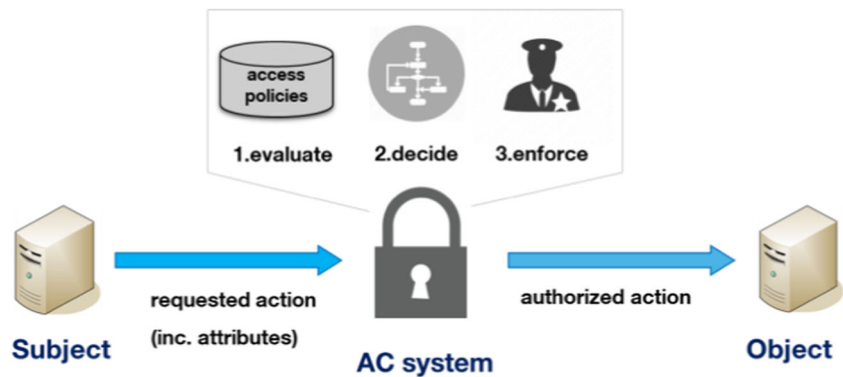 access
policies
1.evaluate
2.decide
3.enforce
requested action
(inc. attributes)
authorized action
Subject
AC system
Object